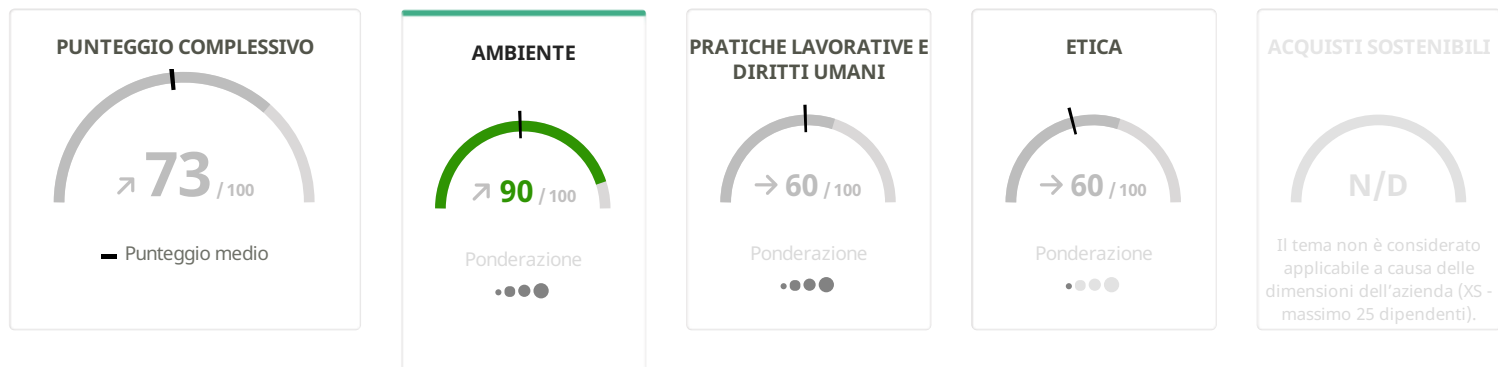 PUNTEGGIO COMPLESSIVO
73 / 100
Punteggio medio
AMBIENTE
90 / 100
Ponderazione
PRATICHE LAVORATIVE E
DIRITTI UMANI
60 / 100
Ponderazione
ETICA
60 / 100
Ponderazione
ACQUISTI SOSTENIBILI
N/D
Il tema non è considerato
applicabile a causa delle
dimensioni dell’azienda (XS -
massimo 25 dipendenti).